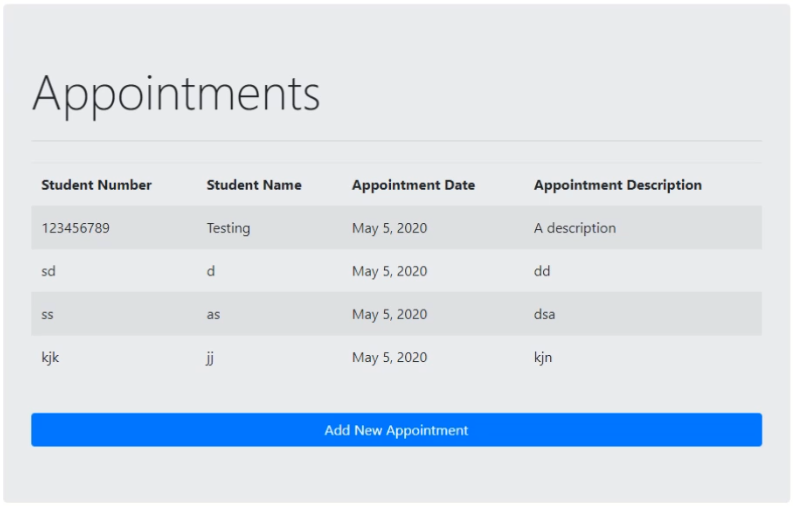 Appointments
Student Number Student Name Appointment Date Appointment Description
123456789 Testing May 5, 2020 A description
sd d May 5, 2020 dd
ss as May 5, 2020 dsa
kjk jj May 5, 2020 kjn
Add New Appointment